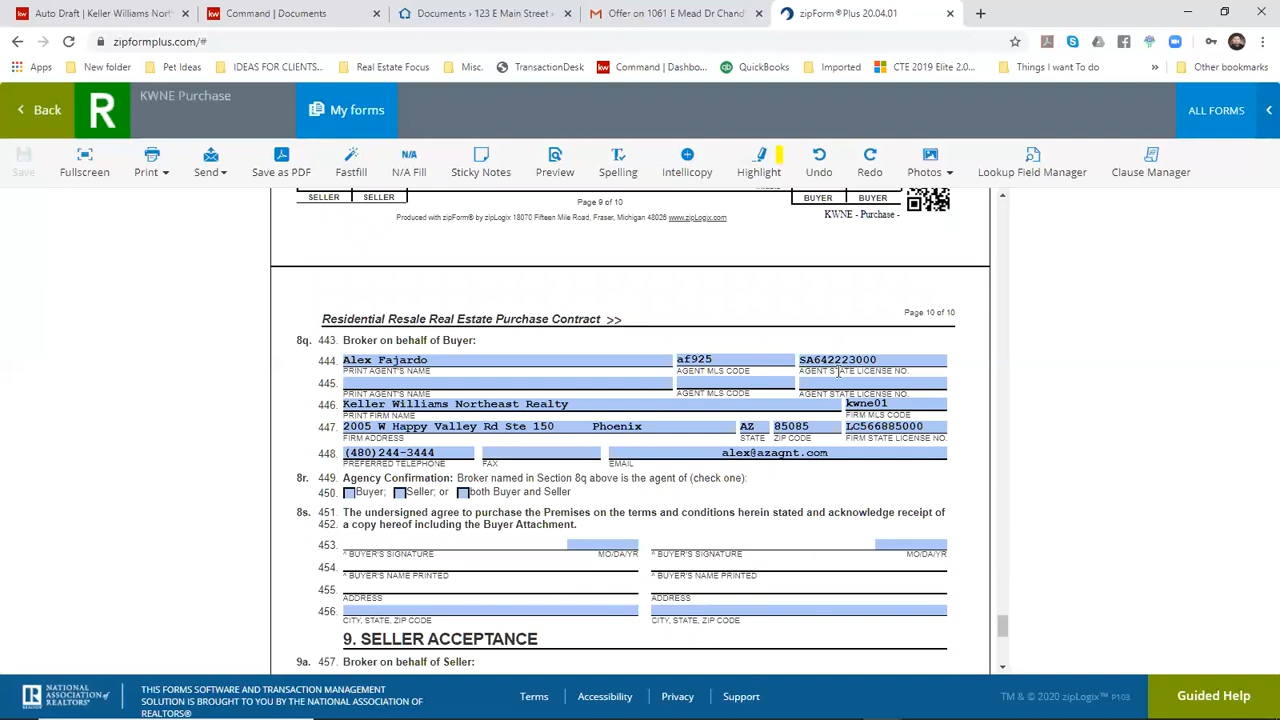 Auto Draft | Keller Williams Nort
Command | Documents
Documents › 123 E Main Street ‹
Offer on 1061 E Mead Dr Chand
zipForm®Plus 20.04.01
zipformplus.com/#
Apps
New folder
Pet Ideas
IDEAS FOR CLIENTS...
Real Estate Focus
Misc.
TransactionDesk
Command | Dashbo...
QuickBooks
Imported
CTE 2019 Elite 2.0...
Things I Want To do
»
Other bookmarks
Back
KWNE Purchase
My forms
ALL FORMS
Save
Fullscreen
Print
Send
Save as PDF
Fastfill
N/A
N/A Fill
Sticky Notes
Preview
Spelling
Intellicopy
Highlight
Undo
Redo
Photos
Lookup Field Manager
Clause Manager
SELLER SELLER
Page 9 of 10
BUYER BUYER
Produced with zipForm® by zipLogix 18070 Fifteen Mile Road, Fraser, Michigan 48026 www.zipLogix.com
KWNE - Purchase -
Page 10 of 10
Residential Resale Real Estate Purchase Contract >>
8q. 443. Broker on behalf of Buyer:
444. Alex Fajardo af925 SA642223000
PRINT AGENT'S NAME AGENT MLS CODE AGENT STATE LICENSE NO.
445.
PRINT AGENT'S NAME AGENT MLS CODE AGENT STATE LICENSE NO.
446. Keller Williams Northeast Realty kwne01
PRINT FIRM NAME FIRM MLS CODE
447. 2005 W Happy Valley Rd Ste 150 Phoenix AZ 85085 LC566885000
FIRM ADDRESS STATE ZIP CODE FIRM STATE LICENSE NO.
448. (480)244-3444 alex@azagnt.com
PREFERRED TELEPHONE FAX EMAIL
8r. 449. Agency Confirmation: Broker named in Section 8q above is the agent of (check one):
450. Buyer; Seller; or both Buyer and Seller
8s. 451. The undersigned agree to purchase the Premises on the terms and conditions herein stated and acknowledge receipt of
452. a copy hereof including the Buyer Attachment.
453.
^ BUYER'S SIGNATURE MO/DA/YR ^ BUYER'S SIGNATURE MO/DA/YR
454.
^ BUYER'S NAME PRINTED ^ BUYER'S NAME PRINTED
455.
ADDRESS ADDRESS
456.
CITY, STATE, ZIP CODE CITY, STATE, ZIP CODE
9. SELLER ACCEPTANCE
9a. 457. Broker on behalf of Seller:
NATIONAL ASSOCIATION of REALTORS®
THIS FORMS SOFTWARE AND TRANSACTION MANAGEMENT
SOLUTION IS BROUGHT TO YOU BY THE NATIONAL ASSOCIATION OF
REALTORS®
Terms
Accessibility
Privacy
Support
TM & © 2020 zipLogix™ P103
Guided Help